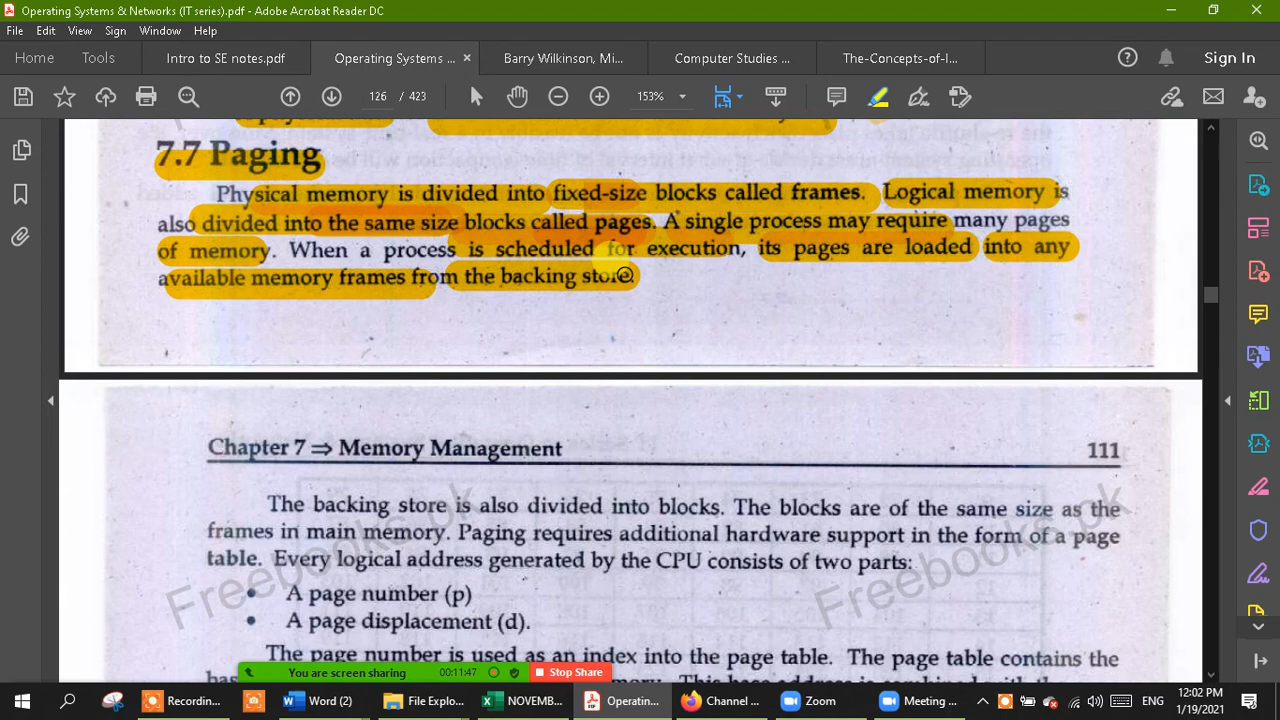 Operating Systems & Networks (IT series).pdf - Adobe Acrobat Reader DC
File Edit View Sign Window Help
Home Tools Intro to SE notes.pdf Operating Systems ... × Barry Wilkinson, Mi... Computer Studies ... The-Concepts-of-I... Sign In
126 / 423 153%
7.7 Paging
Physical memory is divided into fixed-size blocks called frames. Logical memory is
also divided into the same size blocks called pages. A single process may require many pages
of memory. When a process is scheduled for execution, its pages are loaded into any
available memory frames from the backing store.
Chapter 7 ⇒ Memory Management 111
The backing store is also divided into blocks. The blocks are of the same size as the
frames in main memory. Paging requires additional hardware support in the form of a page
table. Every logical address generated by the CPU consists of two parts:
• A page number (p)
• A page displacement (d).
Freebooks.pk
Freebooks.pk
The page number is used as an index into the page table. The page table contains the
You are screen sharing 00:11:47 Stop Share
Recordin... Word (2) File Explo... NOVEMB... Operatin... Channel ... Zoom Meeting ... ENG 12:02 PM
1/19/2021